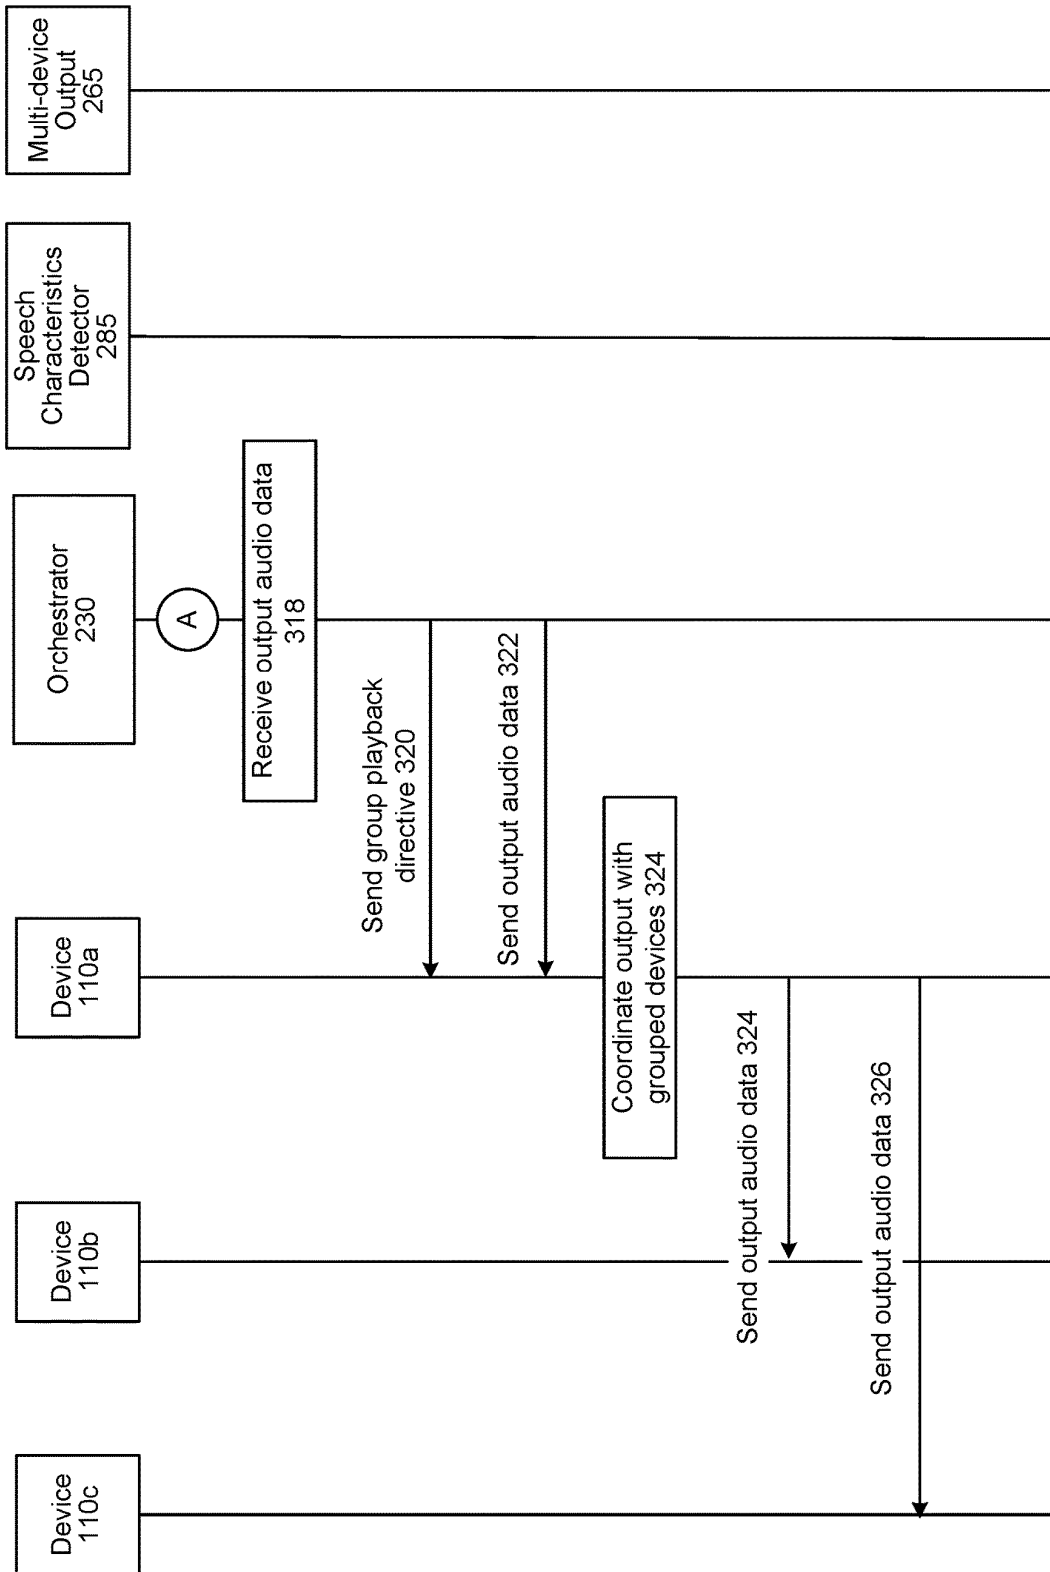 Device
110c
Device
110b
Device
110a
Orchestrator
230
Speech
Characteristics
Detector
285
Multi-device
Output
265
A
Receive output audio data
318
Send group playback
directive 320
Send output audio data 322
Coordinate output with
grouped devices 324
Send output audio data 324
Send output audio data 326